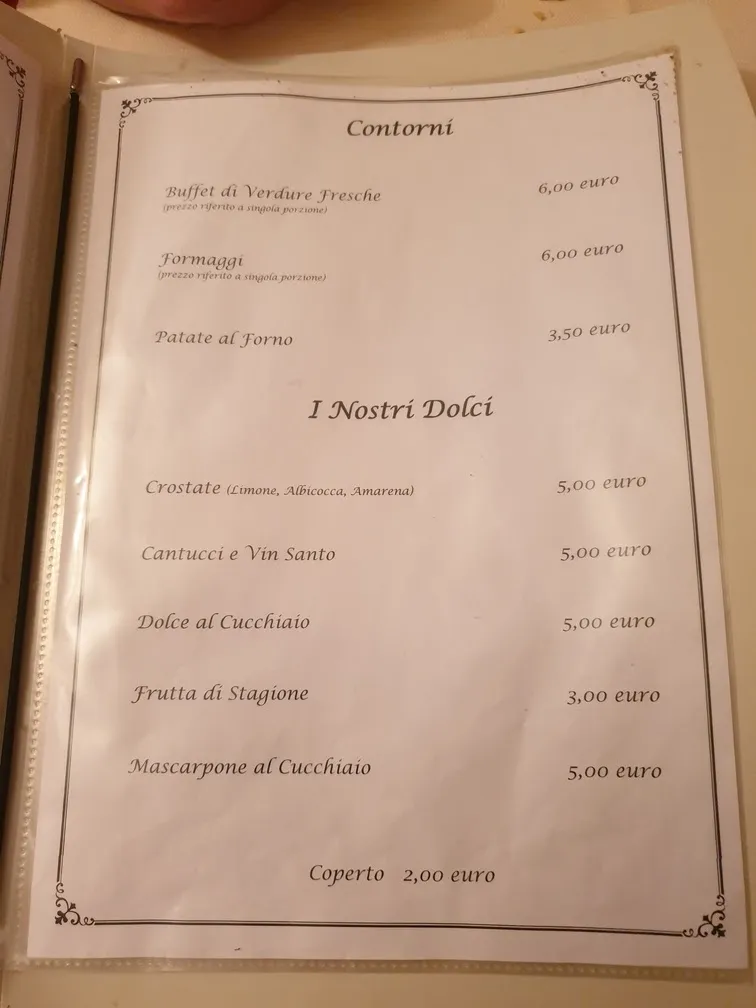 Contorni
Buffet di Verdure Fresche 6,00 euro
(prezzo riferito a singola porzione)
Formaggi 6,00 euro
(prezzo riferito a singola porzione)
Patate al Forno 3,50 euro
I Nostri Dolci
Crostate (Limone, Albicocca, Amarena) 5,00 euro
Cantucci e Vin Santo 5,00 euro
Dolce al Cucchiaio 5,00 euro
Frutta di Stagione 3,00 euro
Mascarpone al Cucchiaio 5,00 euro
Coperto 2,00 euro